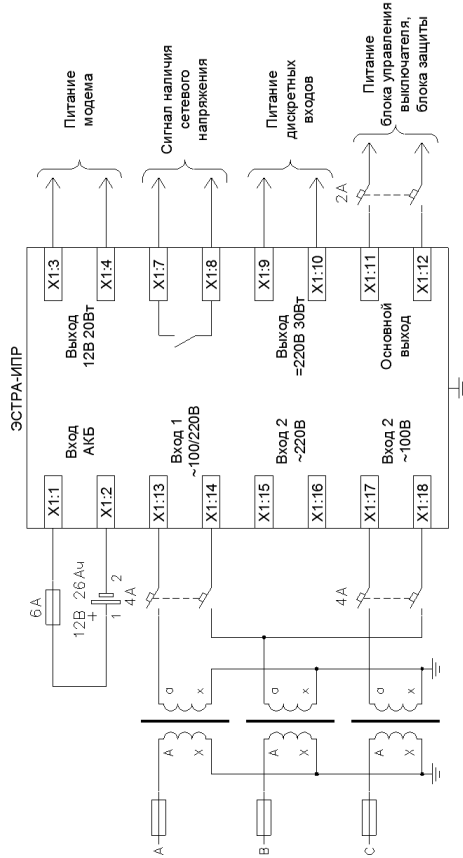 ЭСТРА-ИПР
6А
12В 26Ач
+
1
2
X1:1
X1:2
Вход
АКБ
X1:3
X1:4
Выход
12В 20Вт
Питание
модема
4А
X1:13
X1:14
Вход 1
~100/220В
X1:7
X1:8
Сигнал наличия
сетевого
напряжения
X1:15
X1:16
Вход 2
~220В
X1:9
X1:10
Выход
=220В 30Вт
Питание
дискретных
входов
4А
X1:17
X1:18
Вход 2
~100В
X1:11
X1:12
Основной
выход
2А
Питание
блока управления
выключателя,
блока защиты
A
A
X
a
x
B
A
X
a
x
C
A
X
a
x